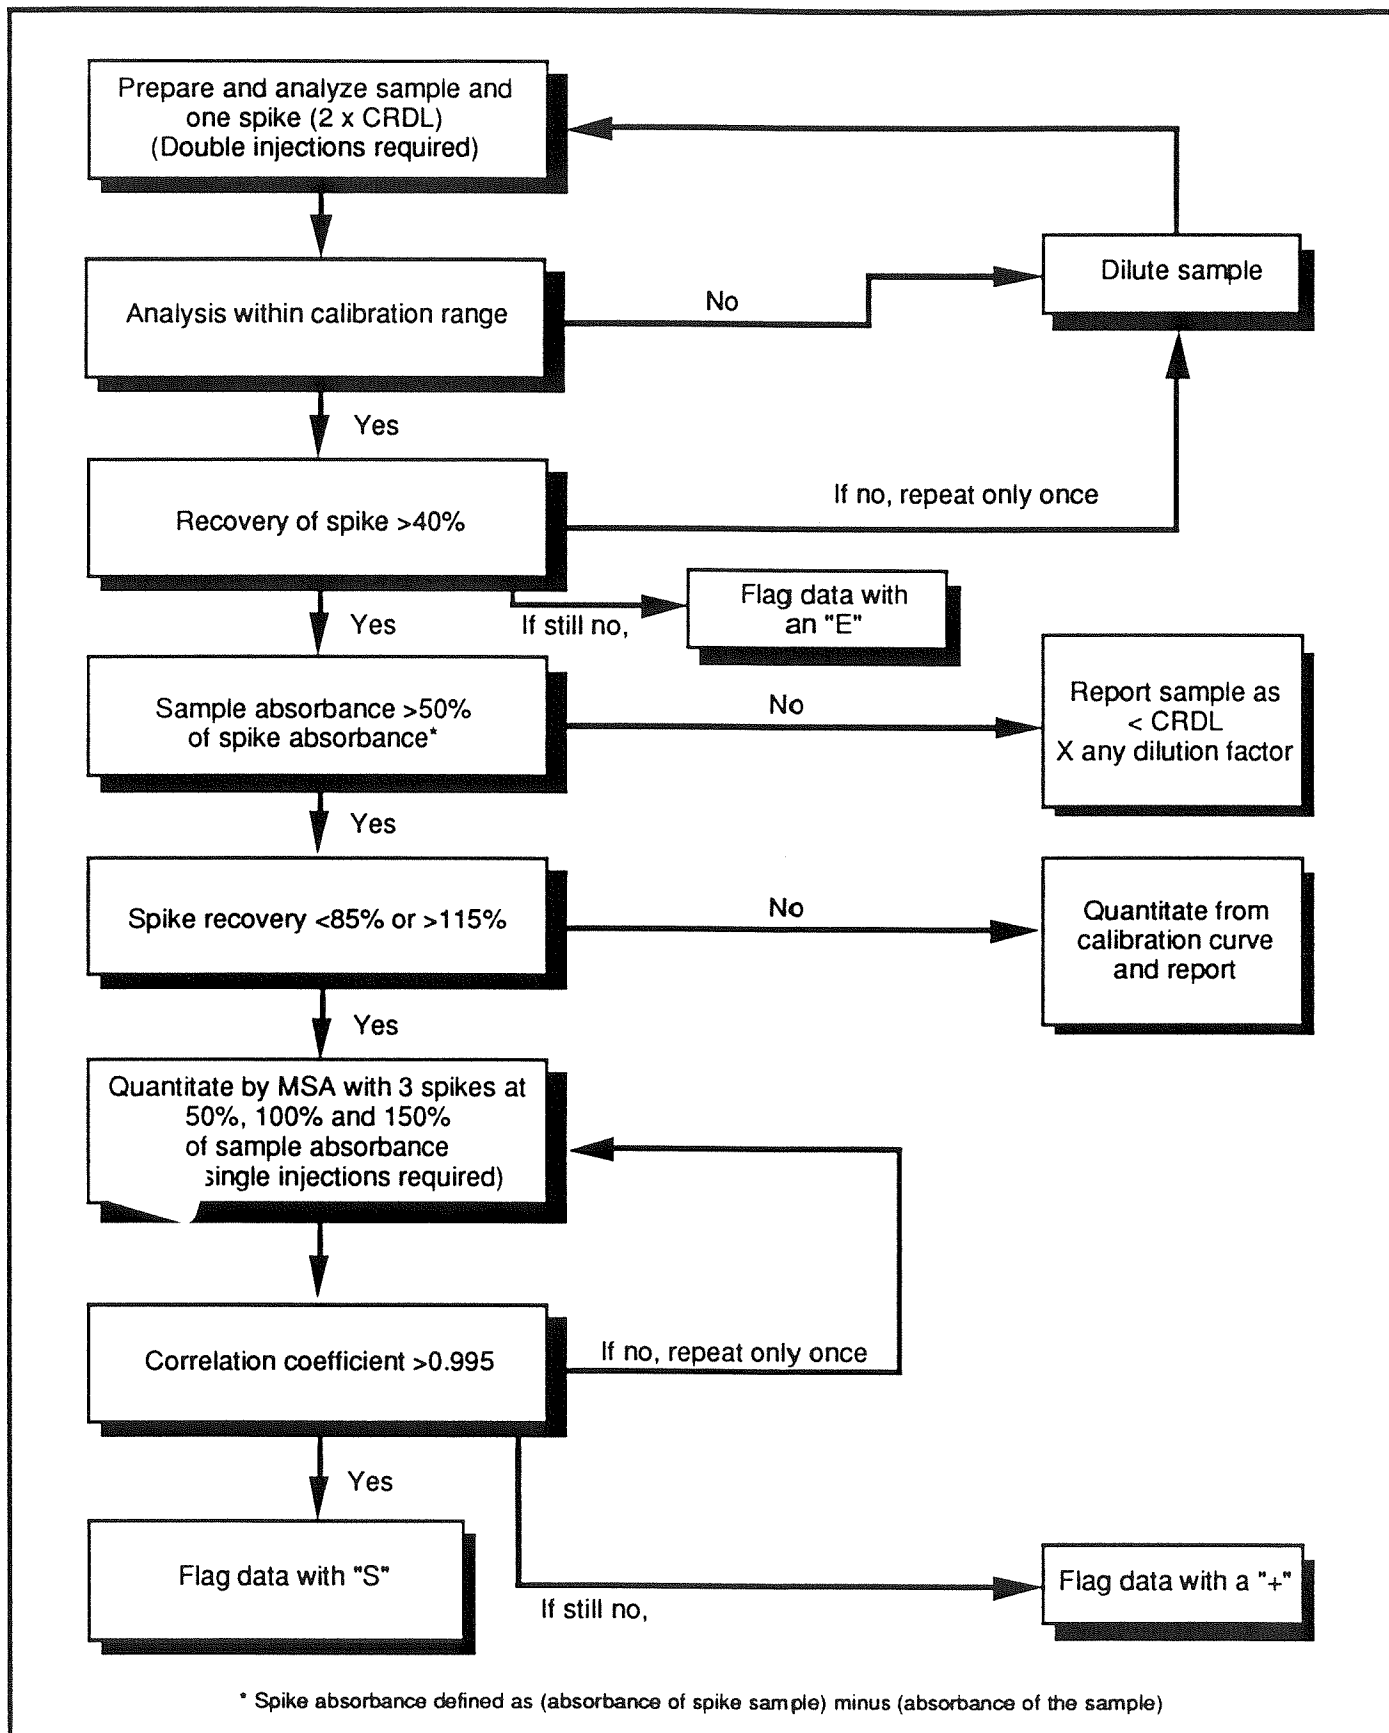 Prepare and analyze sample and
one spike (2 x CRDL)
(Double injections required)
Dilute sample
Analysis within calibration range
No
Yes
If no, repeat only once
Recovery of spike >40%
Flag data with
an "E"
Yes
If still no,
Sample absorbance >50%
of spike absorbance*
No
Report sample as
< CRDL
X any dilution factor
Yes
Spike recovery <85% or >115%
No
Quantitate from
calibration curve
and report
Yes
Quantitate by MSA with 3 spikes at
50%, 100% and 150%
of sample absorbance
injections required)
Correlation coefficient >0.995
If no, repeat only once
Yes
Flag data with "S"
Flag data with a "+"
If still no,
* Spike absorbance defined as (absorbance of spike sample) minus (absorbance of the sample)